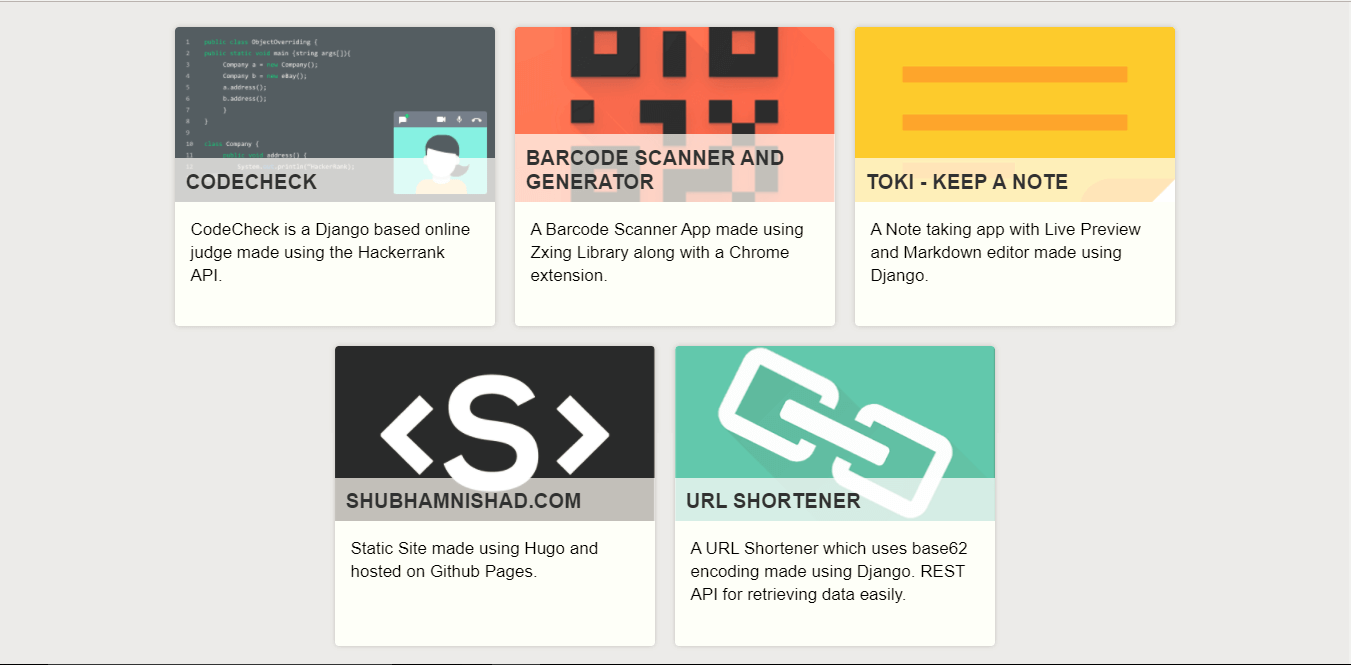 1 public class ObjectOverriding {
2 public static void main (string args[]){
3 Company a = new Company();
4 Company b = new eBay();
5 a.address();
6 b.address();
7 }
8 }
9
10 class Company {
11 public void address() {
CODECHECK
CodeCheck is a Django based online
judge made using the Hackerrank
API.
BARCODE SCANNER AND
GENERATOR
A Barcode Scanner App made using
Zxing Library along with a Chrome
extension.
TOKI - KEEP A NOTE
A Note taking app with Live Preview
and Markdown editor made using
Django.
<S>
SHUBHAMNISHAD.COM
Static Site made using Hugo and
hosted on Github Pages.
URL SHORTENER
A URL Shortener which uses base62
encoding made using Django. REST
API for retrieving data easily.